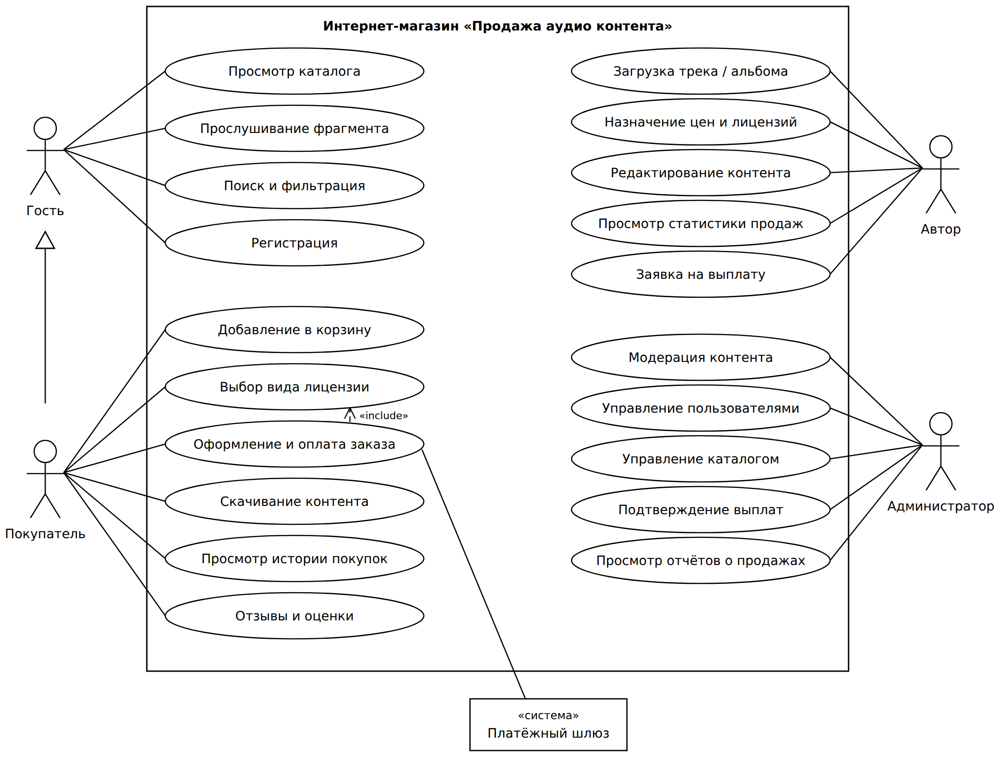 Интернет-магазин «Продажа аудио контента»
Просмотр каталога
Прослушивание фрагмента
Поиск и фильтрация
Регистрация
Гость
Добавление в корзину
Выбор вида лицензии
«include»
Оформление и оплата заказа
Скачивание контента
Просмотр истории покупок
Отзывы и оценки
Покупатель
Загрузка трека / альбома
Назначение цен и лицензий
Редактирование контента
Просмотр статистики продаж
Заявка на выплату
Автор
Модерация контента
Управление пользователями
Управление каталогом
Подтверждение выплат
Просмотр отчётов о продажах
Администратор
«система»
Платёжный шлюз